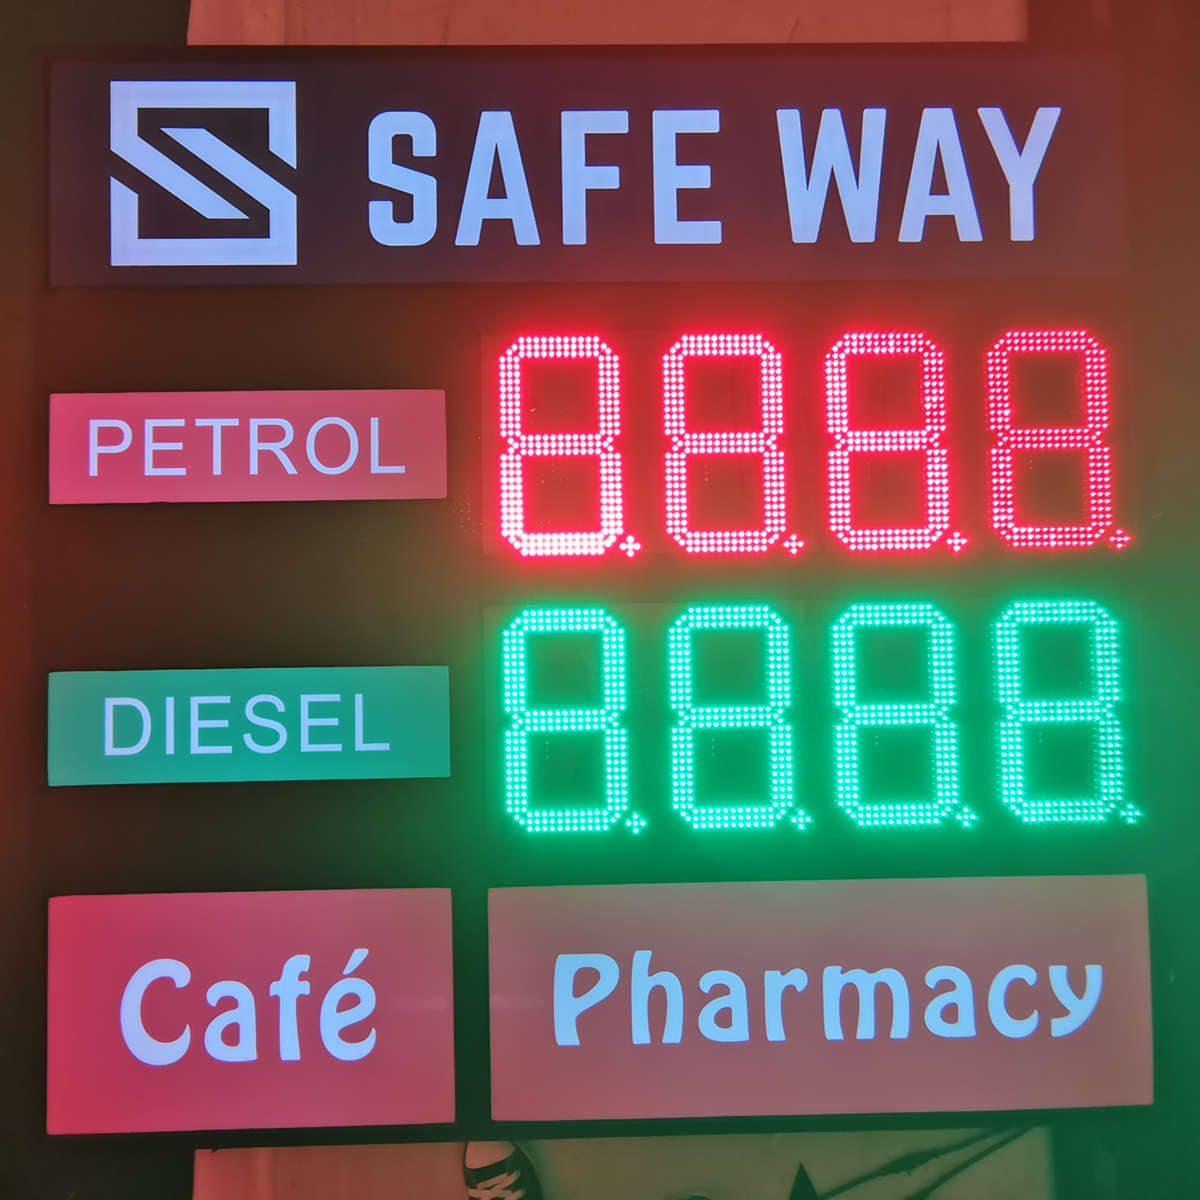 SAFE WAY
PETROL 8.8.8.8.
DIESEL 8.8.8.8.
Café Pharmacy